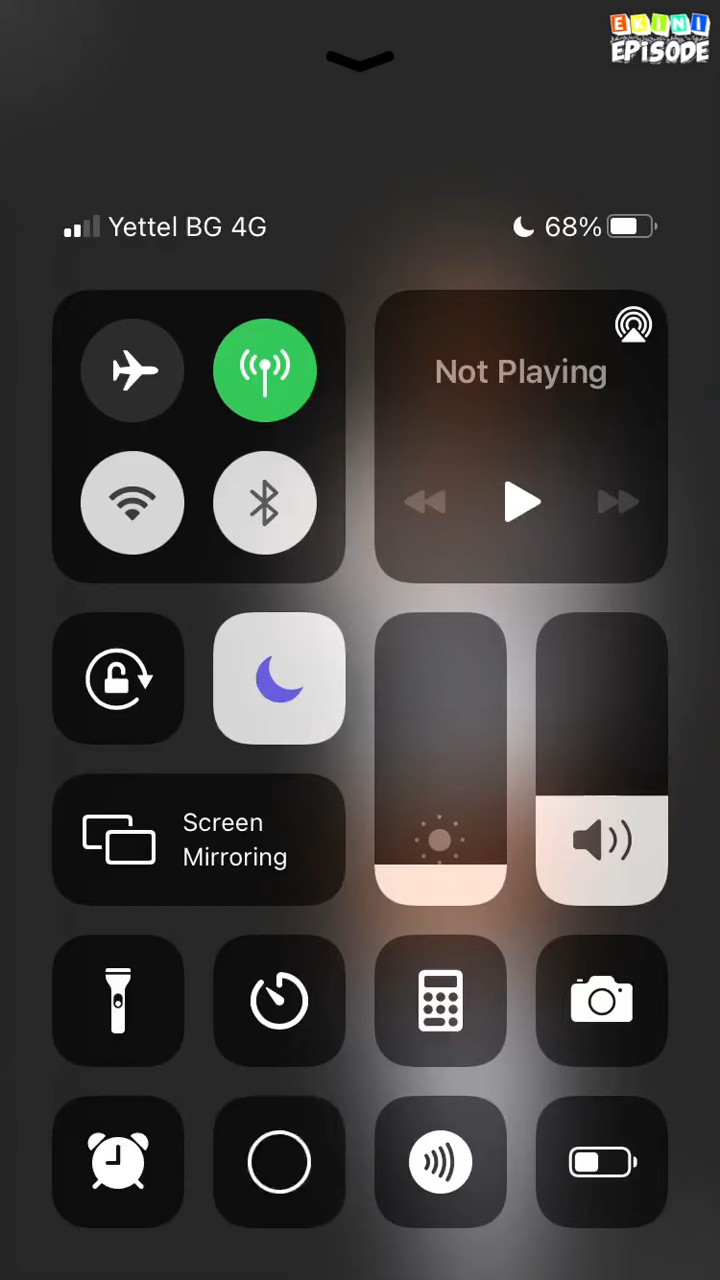 EKINI
EPISODE
Yettel BG 4G
68%
Not Playing
Screen
Mirroring